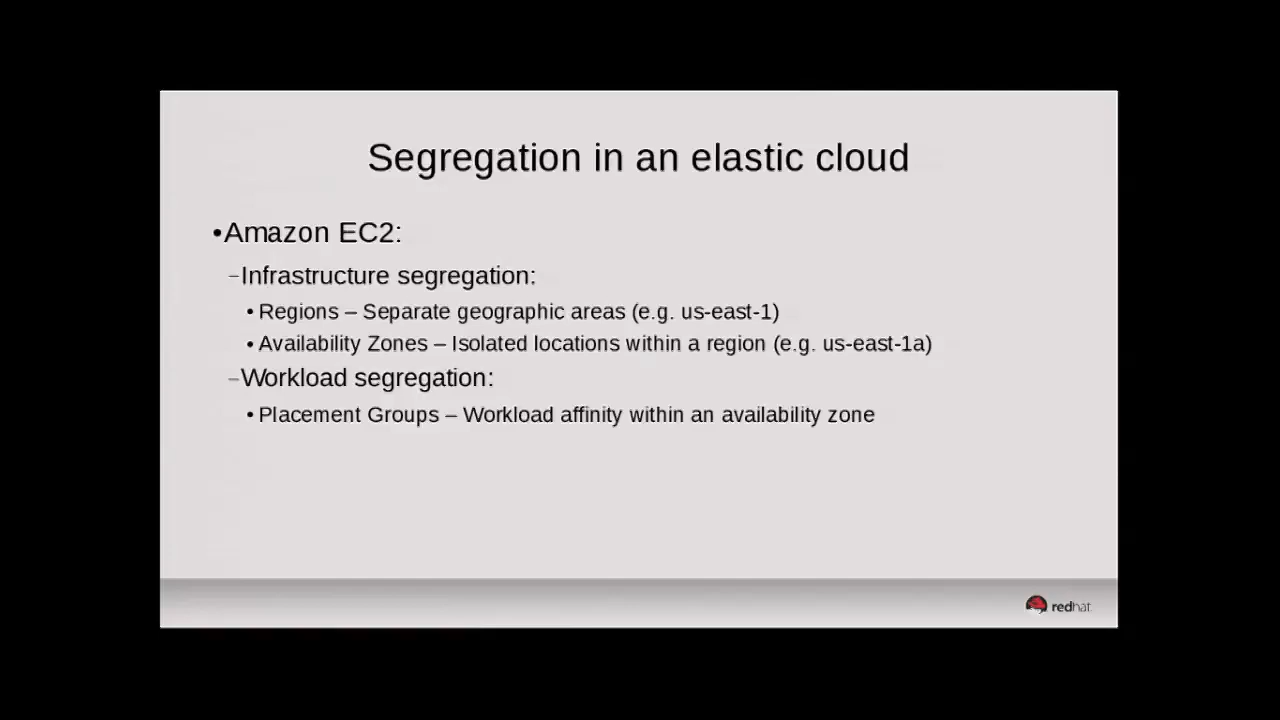 Segregation in an elastic cloud
•Amazon EC2:
–Infrastructure segregation:
• Regions – Separate geographic areas (e.g. us-east-1)
• Availability Zones – Isolated locations within a region (e.g. us-east-1a)
–Workload segregation:
• Placement Groups – Workload affinity within an availability zone
redhat